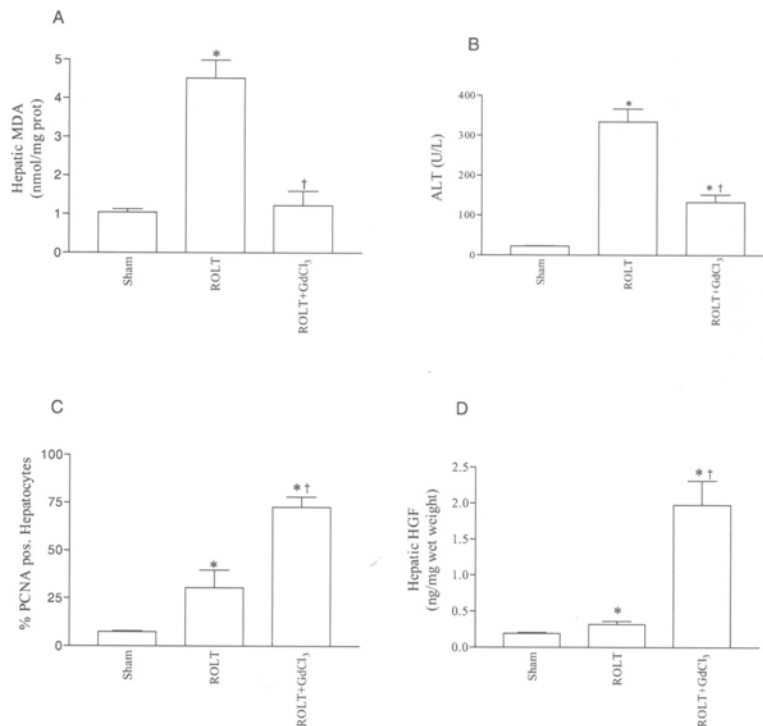 A
Hepatic MDA
(nmol/mg prot)
5
4
3
2
1
0
*
†
Sham
ROLT
ROLT+GdCl₃
B
ALT (U/L)
400
300
200
100
0
*
* †
Sham
ROLT
ROLT+GdCl₃
C
% PCNA pos. Hepatocytes
100
75
50
25
0
*
* †
Sham
ROLT
ROLT+GdCl₃
D
Hepatic HGF
(ng/mg wet weight)
2.5
2.0
1.5
1.0
0.5
0.0
*
* †
Sham
ROLT
ROLT+GdCl₃